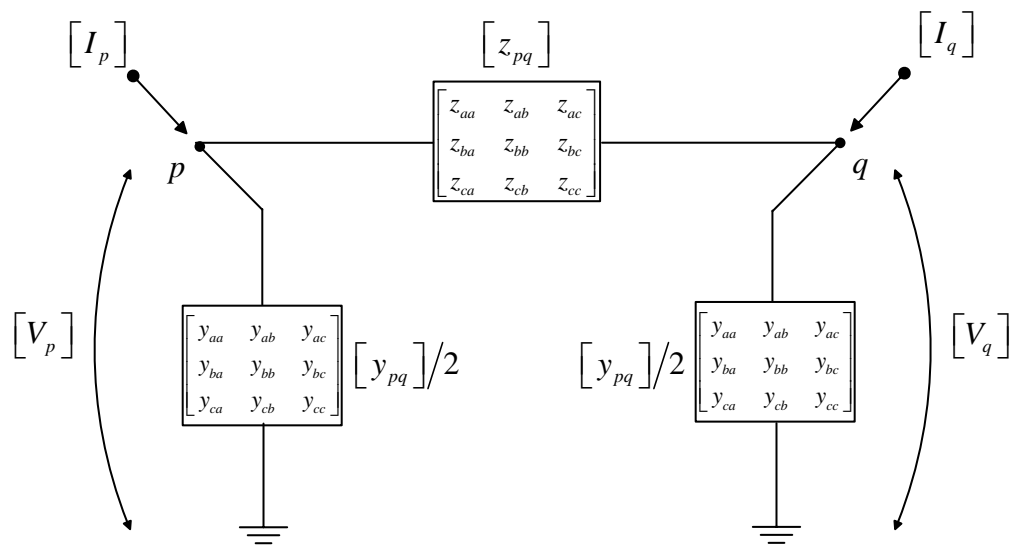 [I_p]
[z_pq]
[I_q]
[z_aa z_ab z_ac
z_ba z_bb z_bc
z_ca z_cb z_cc]
p
q
[V_p]
[y_aa y_ab y_ac
y_ba y_bb y_bc
y_ca y_cb y_cc]
[y_pq]/2
[y_pq]/2
[y_aa y_ab y_ac
y_ba y_bb y_bc
y_ca y_cb y_cc]
[V_q]